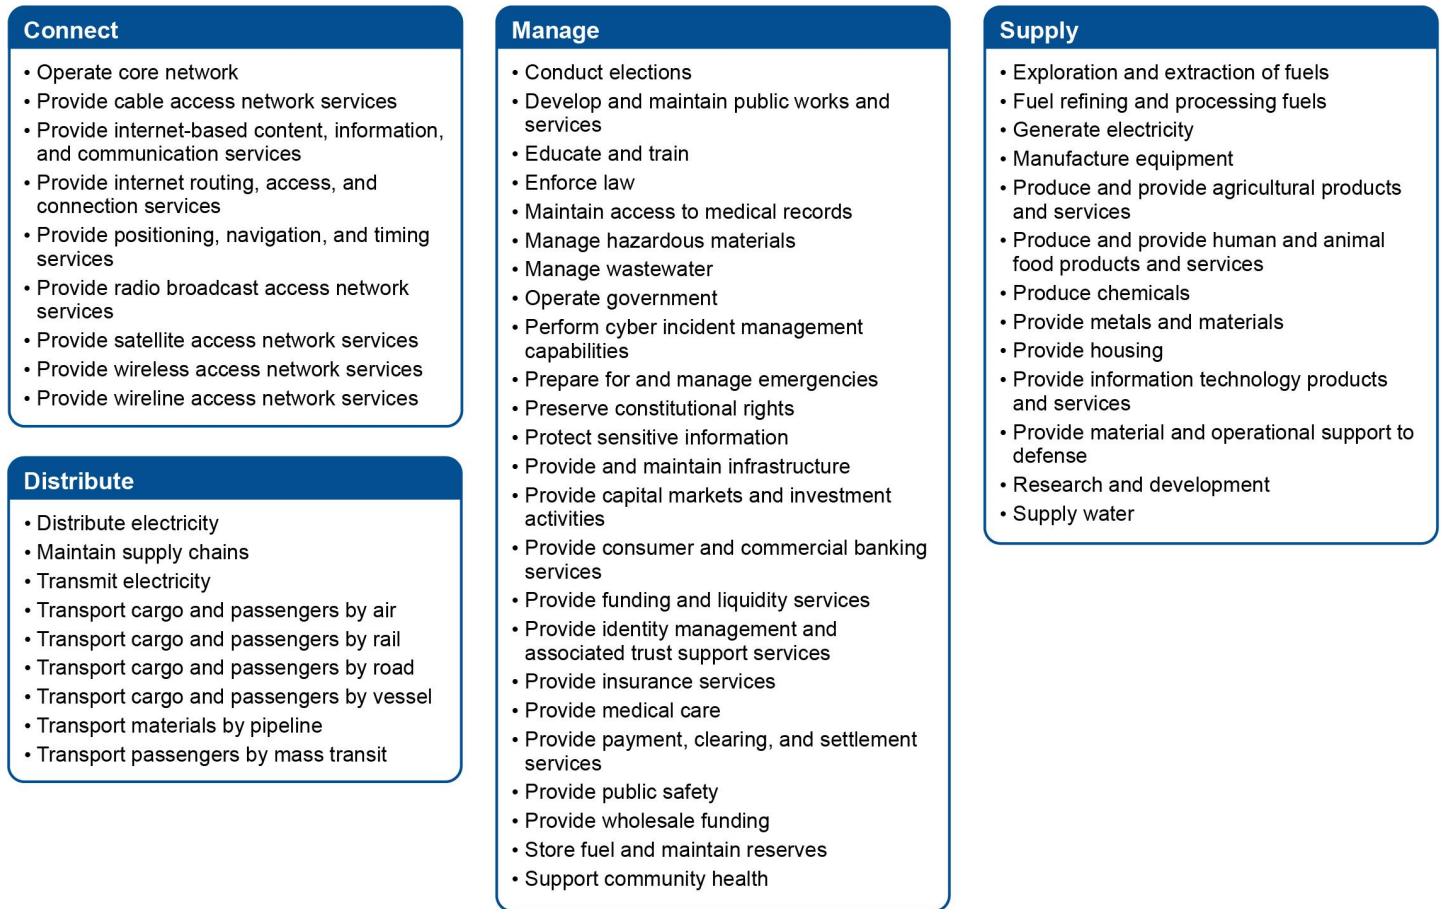 Connect
• Operate core network
• Provide cable access network services
• Provide internet-based content, information,
and communication services
• Provide internet routing, access, and
connection services
• Provide positioning, navigation, and timing
services
• Provide radio broadcast access network
services
• Provide satellite access network services
• Provide wireless access network services
• Provide wireline access network services
Distribute
• Distribute electricity
• Maintain supply chains
• Transmit electricity
• Transport cargo and passengers by air
• Transport cargo and passengers by rail
• Transport cargo and passengers by road
• Transport cargo and passengers by vessel
• Transport materials by pipeline
• Transport passengers by mass transit
Manage
• Conduct elections
• Develop and maintain public works and
services
• Educate and train
• Enforce law
• Maintain access to medical records
• Manage hazardous materials
• Manage wastewater
• Operate government
• Perform cyber incident management
capabilities
• Prepare for and manage emergencies
• Preserve constitutional rights
• Protect sensitive information
• Provide and maintain infrastructure
• Provide capital markets and investment
activities
• Provide consumer and commercial banking
services
• Provide funding and liquidity services
• Provide identity management and
associated trust support services
• Provide insurance services
• Provide medical care
• Provide payment, clearing, and settlement
services
• Provide public safety
• Provide wholesale funding
• Store fuel and maintain reserves
• Support community health
Supply
• Exploration and extraction of fuels
• Fuel refining and processing fuels
• Generate electricity
• Manufacture equipment
• Produce and provide agricultural products
and services
• Produce and provide human and animal
food products and services
• Produce chemicals
• Provide metals and materials
• Provide housing
• Provide information technology products
and services
• Provide material and operational support to
defense
• Research and development
• Supply water